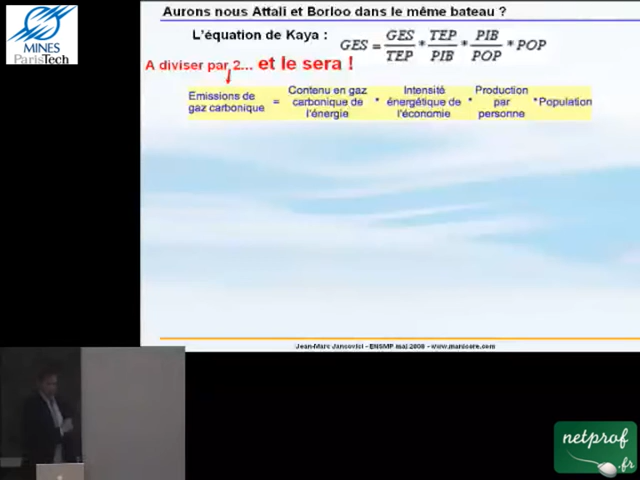 Aurons nous Attali et Borloo dans le même bateau ?
MINES
ParisTech
L'équation de Kaya :
GES = GES/TEP * TEP/PIB * PIB/POP * POP
A diviser par 2... et le sera !
Emissions de gaz carbonique = Contenu en gaz carbonique de l'énergie * Intensité énergétique de l'économie * Production par personne * Population
Jean-Marc Jancovici - ENSMP mai 2008 - www.manicore.com
netprof
.fr